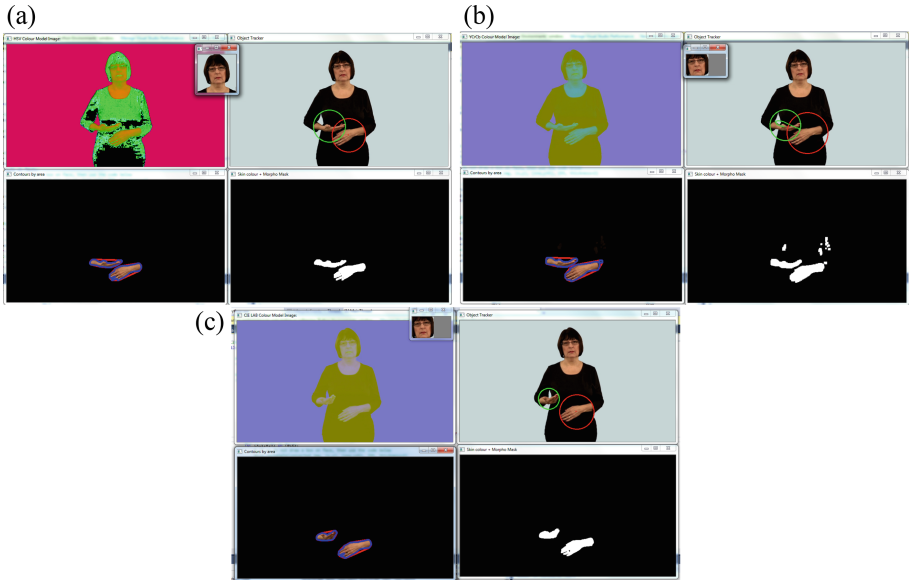 (a)
HSV Colour Model Image:
Object Tracker
Contours by area
Skin colour + Morpho Mask
(b)
YCrCb Colour Model Image:
Object Tracker
Contours by area
Skin colour + Morpho Mask
(c)
CIE LAB Colour Model Image:
Object Tracker
Contours by area
Skin colour + Morpho Mask